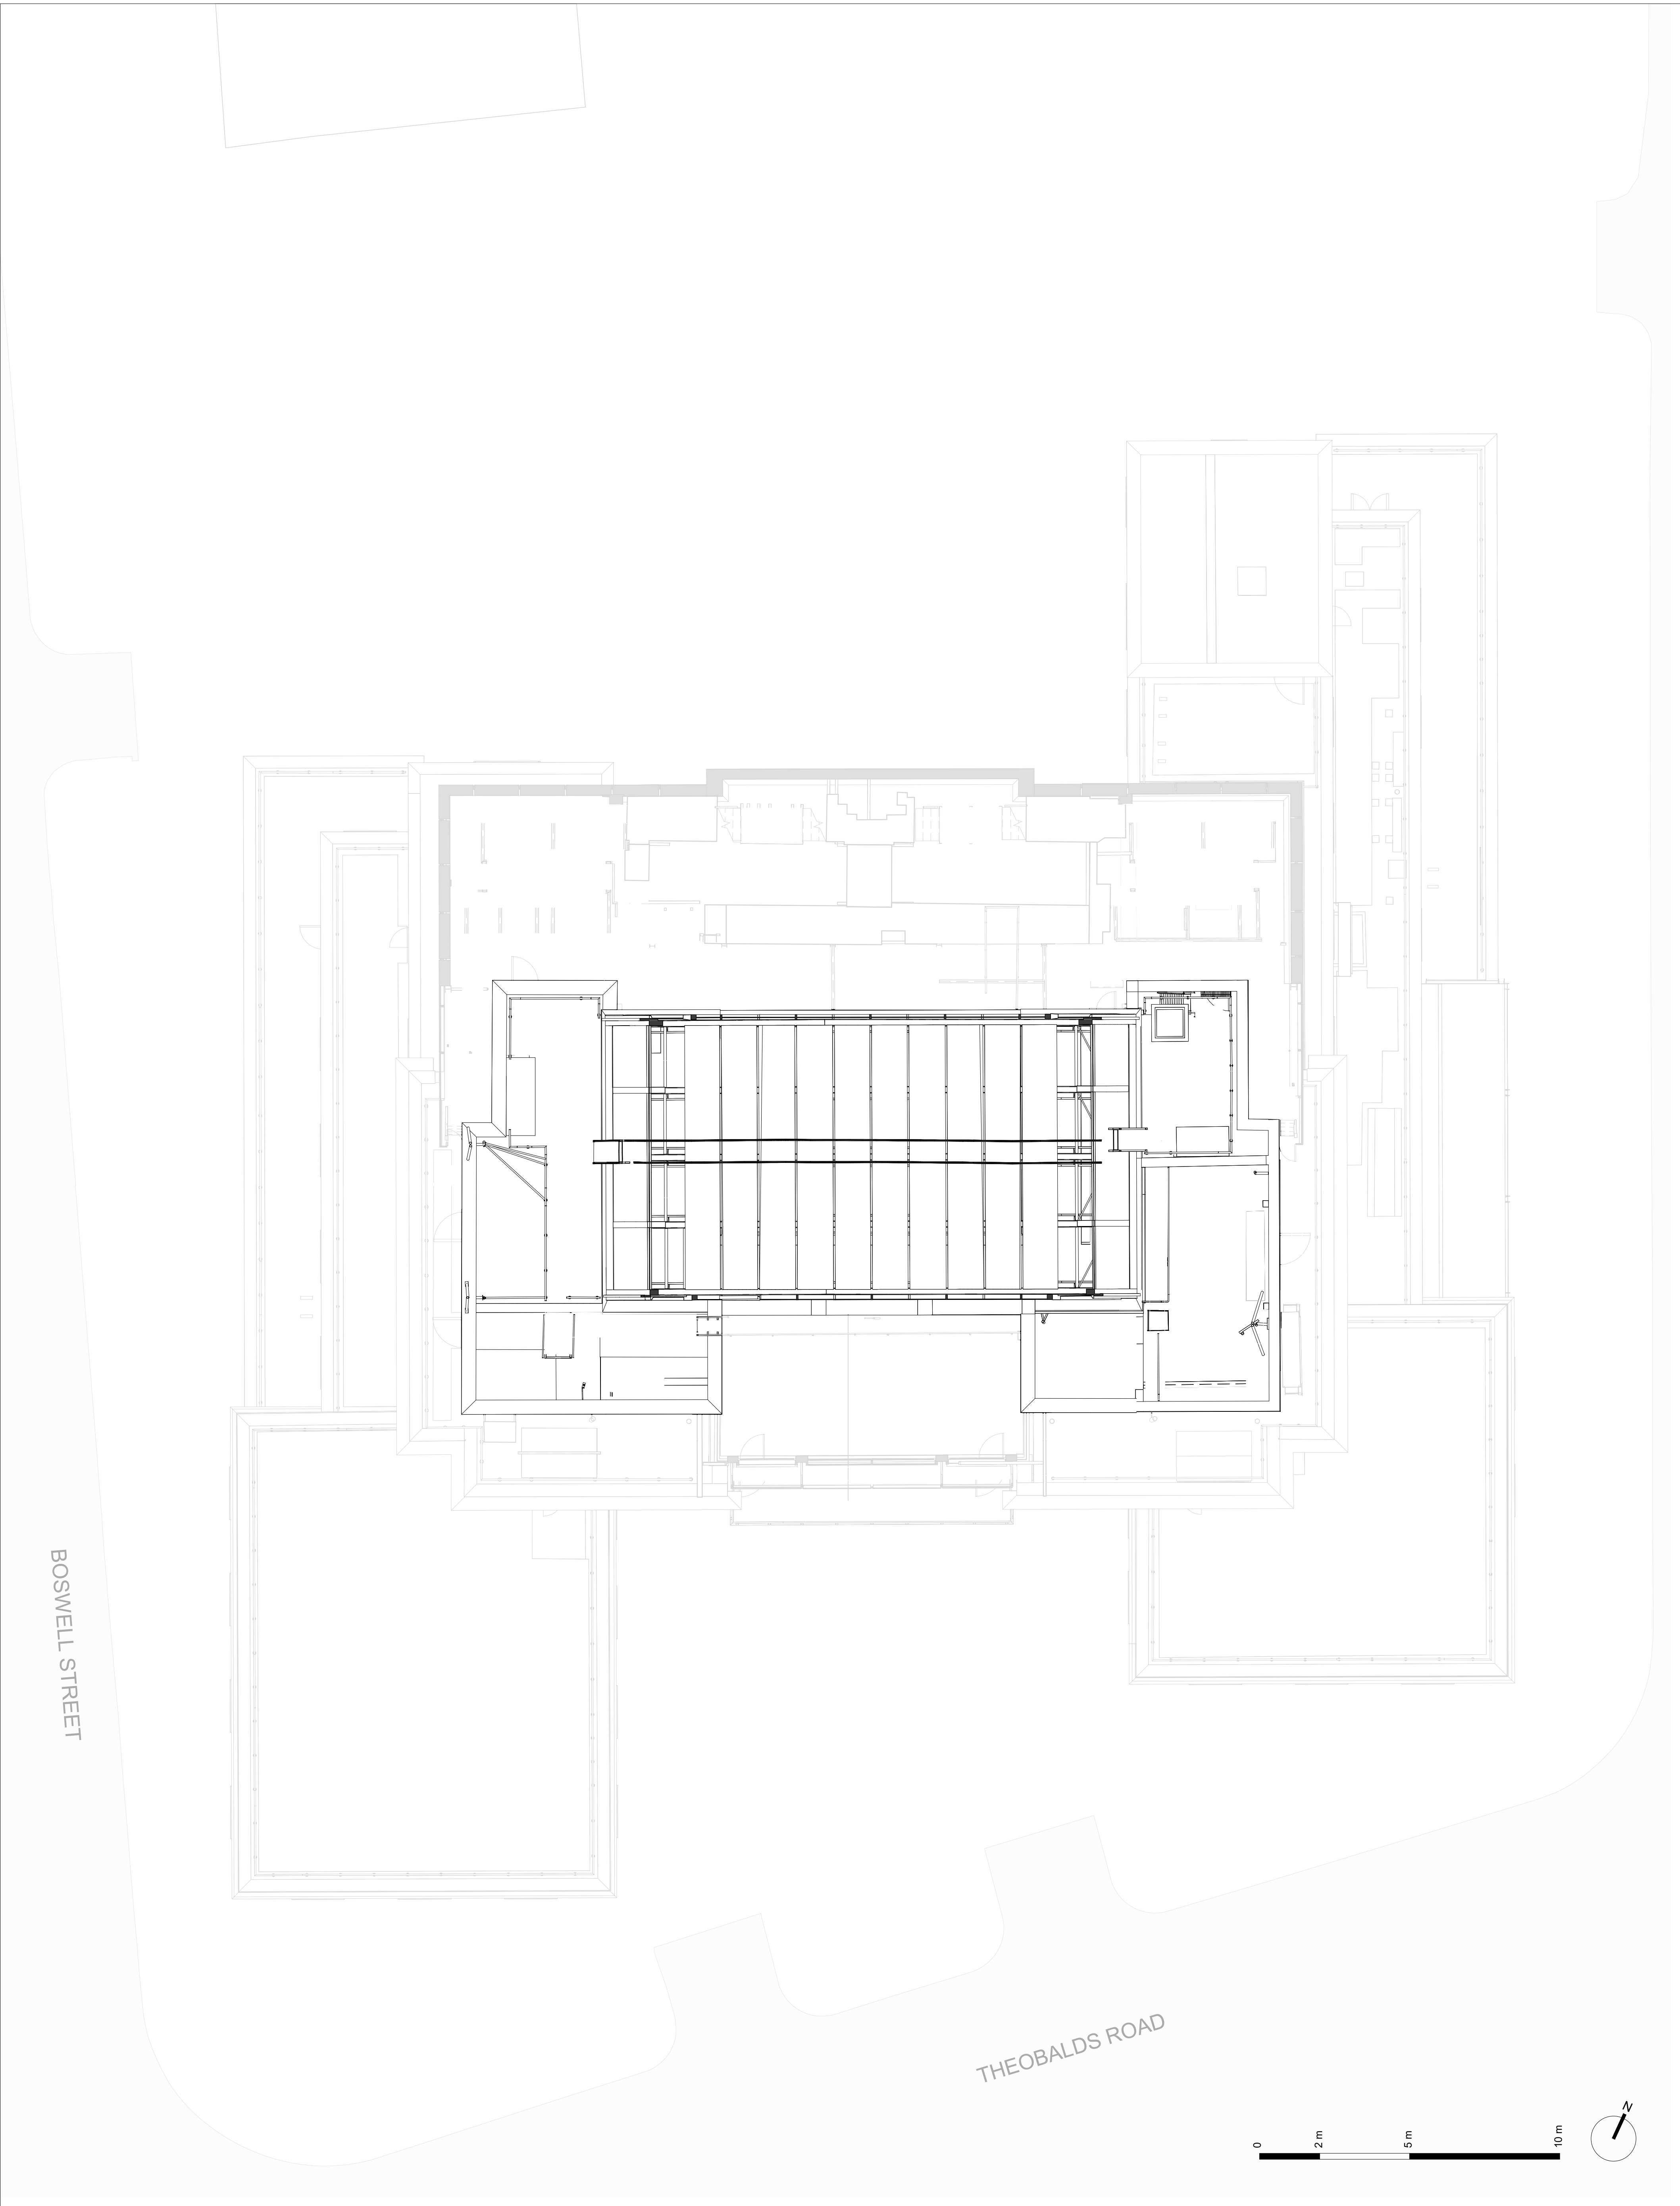 BOSWELL STREET
THEOBALDS ROAD
0
2 m
5 m
10 m
N